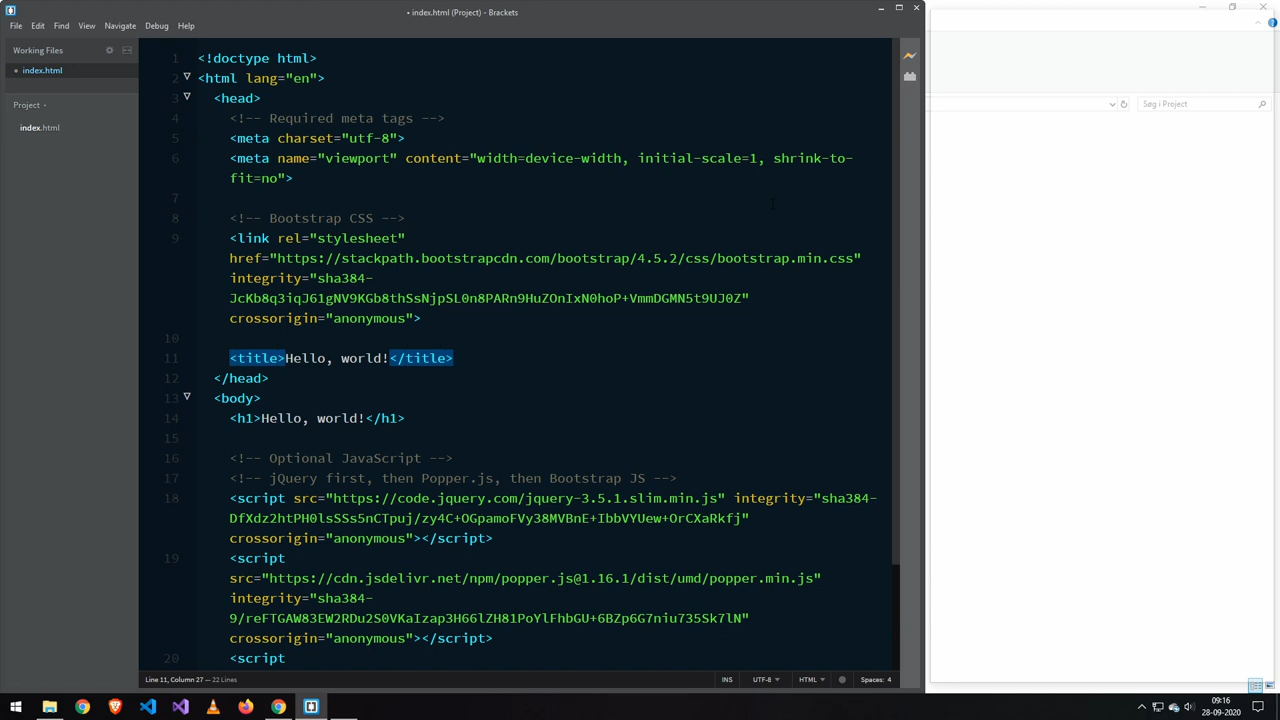 • index.html (Project) - Brackets
File Edit Find View Navigate Debug Help
Working Files
• index.html
Project
index.html
1 <!doctype html>
2 <html lang="en">
3 <head>
4 <!-- Required meta tags -->
5 <meta charset="utf-8">
6 <meta name="viewport" content="width=device-width, initial-scale=1, shrink-to-
fit=no">
7
8 <!-- Bootstrap CSS -->
9 <link rel="stylesheet"
href="https://stackpath.bootstrapcdn.com/bootstrap/4.5.2/css/bootstrap.min.css"
integrity="sha384-
JcKb8q3iqJ61gNV9KGb8thSsNjpSL0n8PARn9HuZOnIxN0hoP+VmmDGMN5t9UJ0Z"
crossorigin="anonymous">
10
11 <title>Hello, world!</title>
12 </head>
13 <body>
14 <h1>Hello, world!</h1>
15
16 <!-- Optional JavaScript -->
17 <!-- jQuery first, then Popper.js, then Bootstrap JS -->
18 <script src="https://code.jquery.com/jquery-3.5.1.slim.min.js" integrity="sha384-
DfXdz2htPH0lsSSs5nCTpuj/zy4C+OGpamoFVy38MVBnE+IbbVYUew+OrCXaRkfj"
crossorigin="anonymous"></script>
19 <script
src="https://cdn.jsdelivr.net/npm/popper.js@1.16.1/dist/umd/popper.min.js"
integrity="sha384-
9/reFTGAW83EW2RDu2S0VKaIzap3H66lZH81PoYlFhbGU+6BZp6G7niu735Sk7lN"
crossorigin="anonymous"></script>
20 <script
Line 11, Column 27 — 22 Lines
INS UTF-8 HTML Spaces: 4
Søg i Project
09:16
28-09-2020